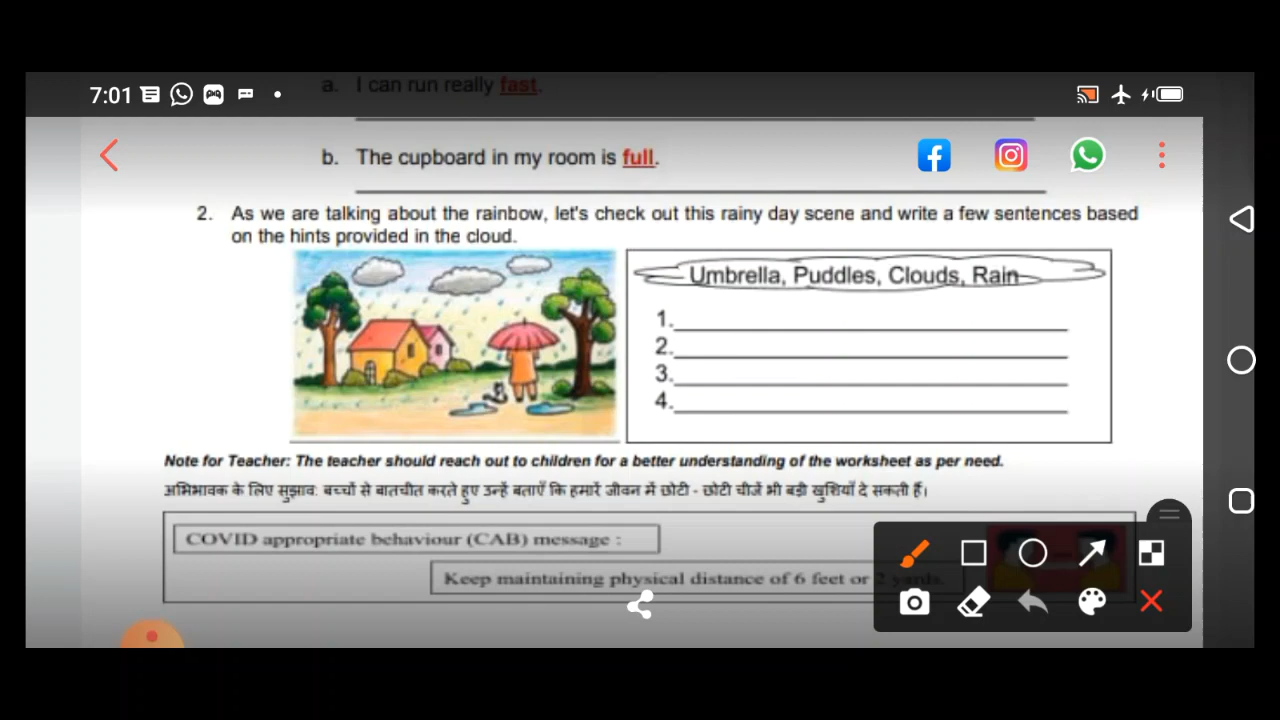 7:01
a. I can run really fast.
b. The cupboard in my room is full.
2. As we are talking about the rainbow, let's check out this rainy day scene and write a few sentences based
on the hints provided in the cloud.
Umbrella, Puddles, Clouds, Rain
1.
2.
3.
4.
Note for Teacher: The teacher should reach out to children for a better understanding of the worksheet as per need.
अभिभावक के लिए सुझाव: बच्चों से बातचीत करते हुए उन्हें बताएँ कि हमारें जीवन में छोटी - छोटी चीजें भी बड़ी खुशियाँ दे सकती हैं।
COVID appropriate behaviour (CAB) message :
Keep maintaining physical distance of 6 feet or 2 yards.